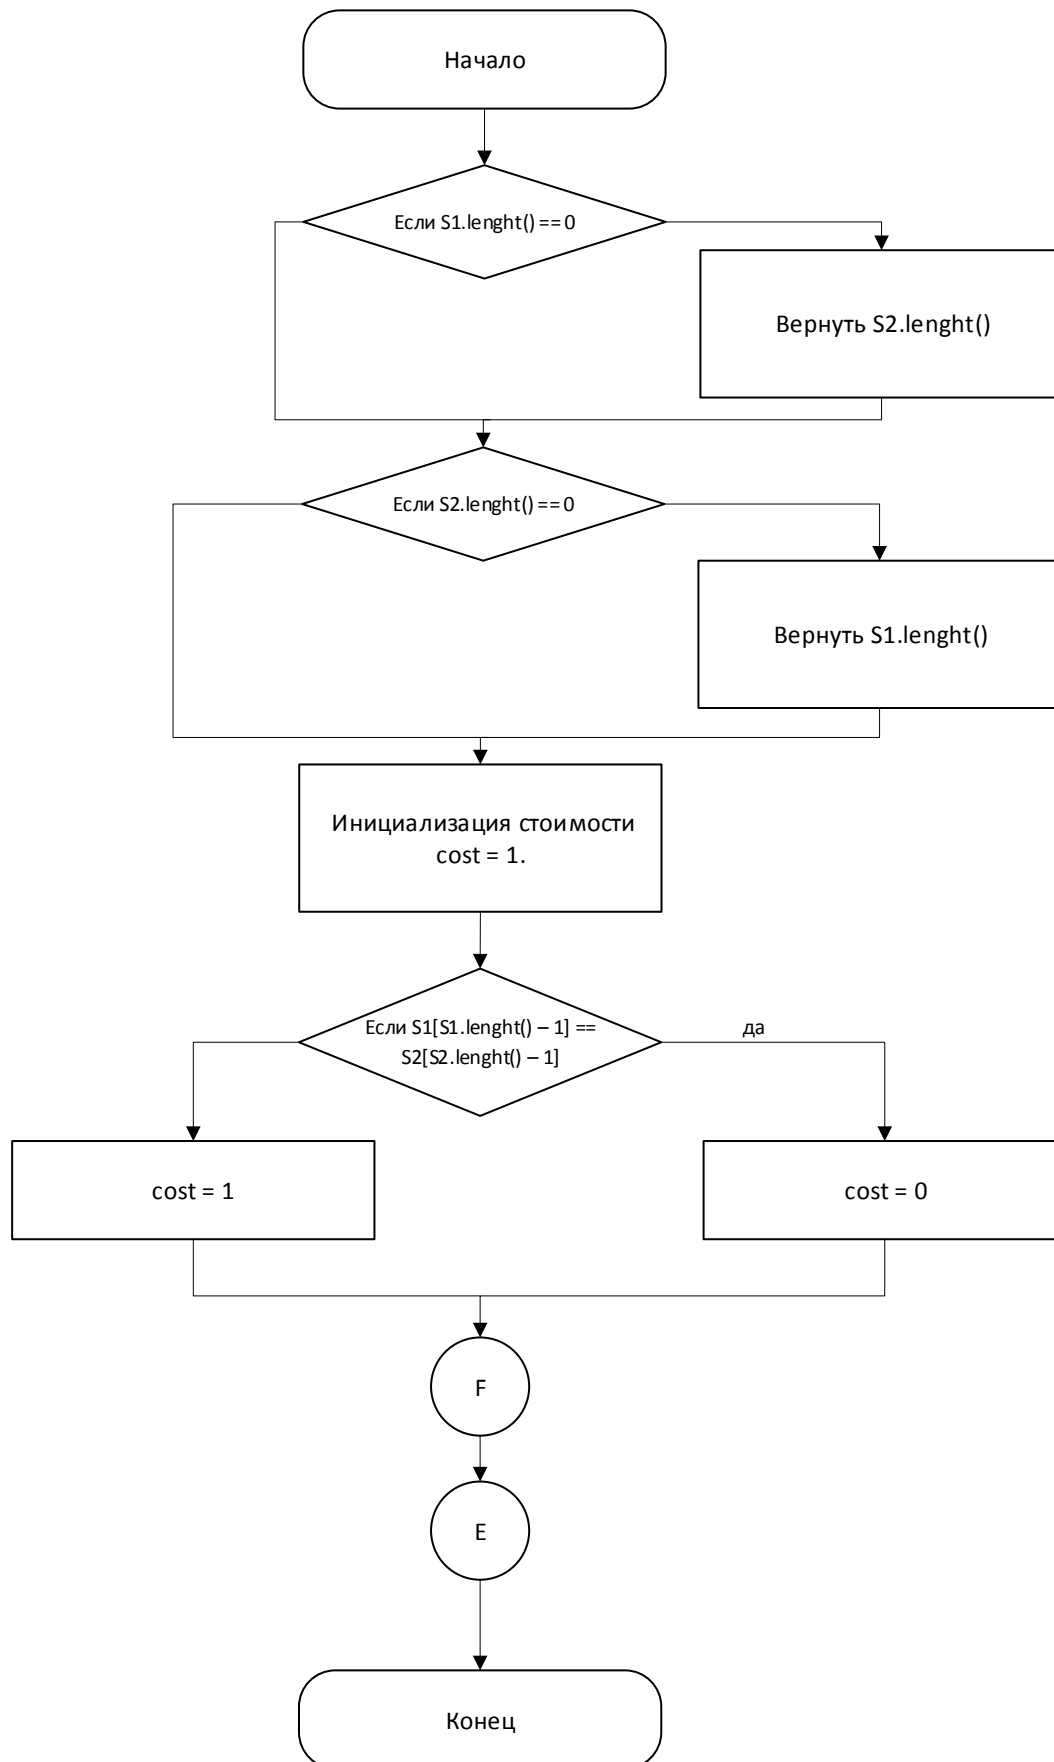 Начало
Если S1.lenght() == 0
Вернуть S2.lenght()
Если S2.lenght() == 0
Вернуть S1.lenght()
Инициализация стоимости
cost = 1.
Если S1[S1.lenght() – 1] ==
S2[S2.lenght() – 1]
да
cost = 1
cost = 0
F
E
Конец